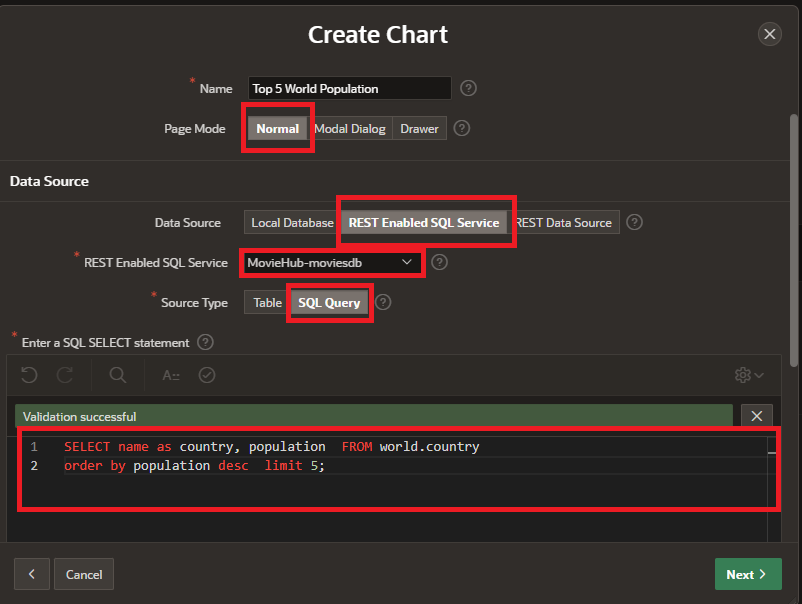 Create Chart
* Name Top 5 World Population
Page Mode Normal Modal Dialog Drawer
Data Source
Data Source Local Database REST Enabled SQL Service REST Data Source
* REST Enabled SQL Service MovieHub-moviesdb
* Source Type Table SQL Query
* Enter a SQL SELECT statement
Validation successful
1 SELECT name as country, population  FROM world.country
2 order by population desc  limit 5;
Cancel Next